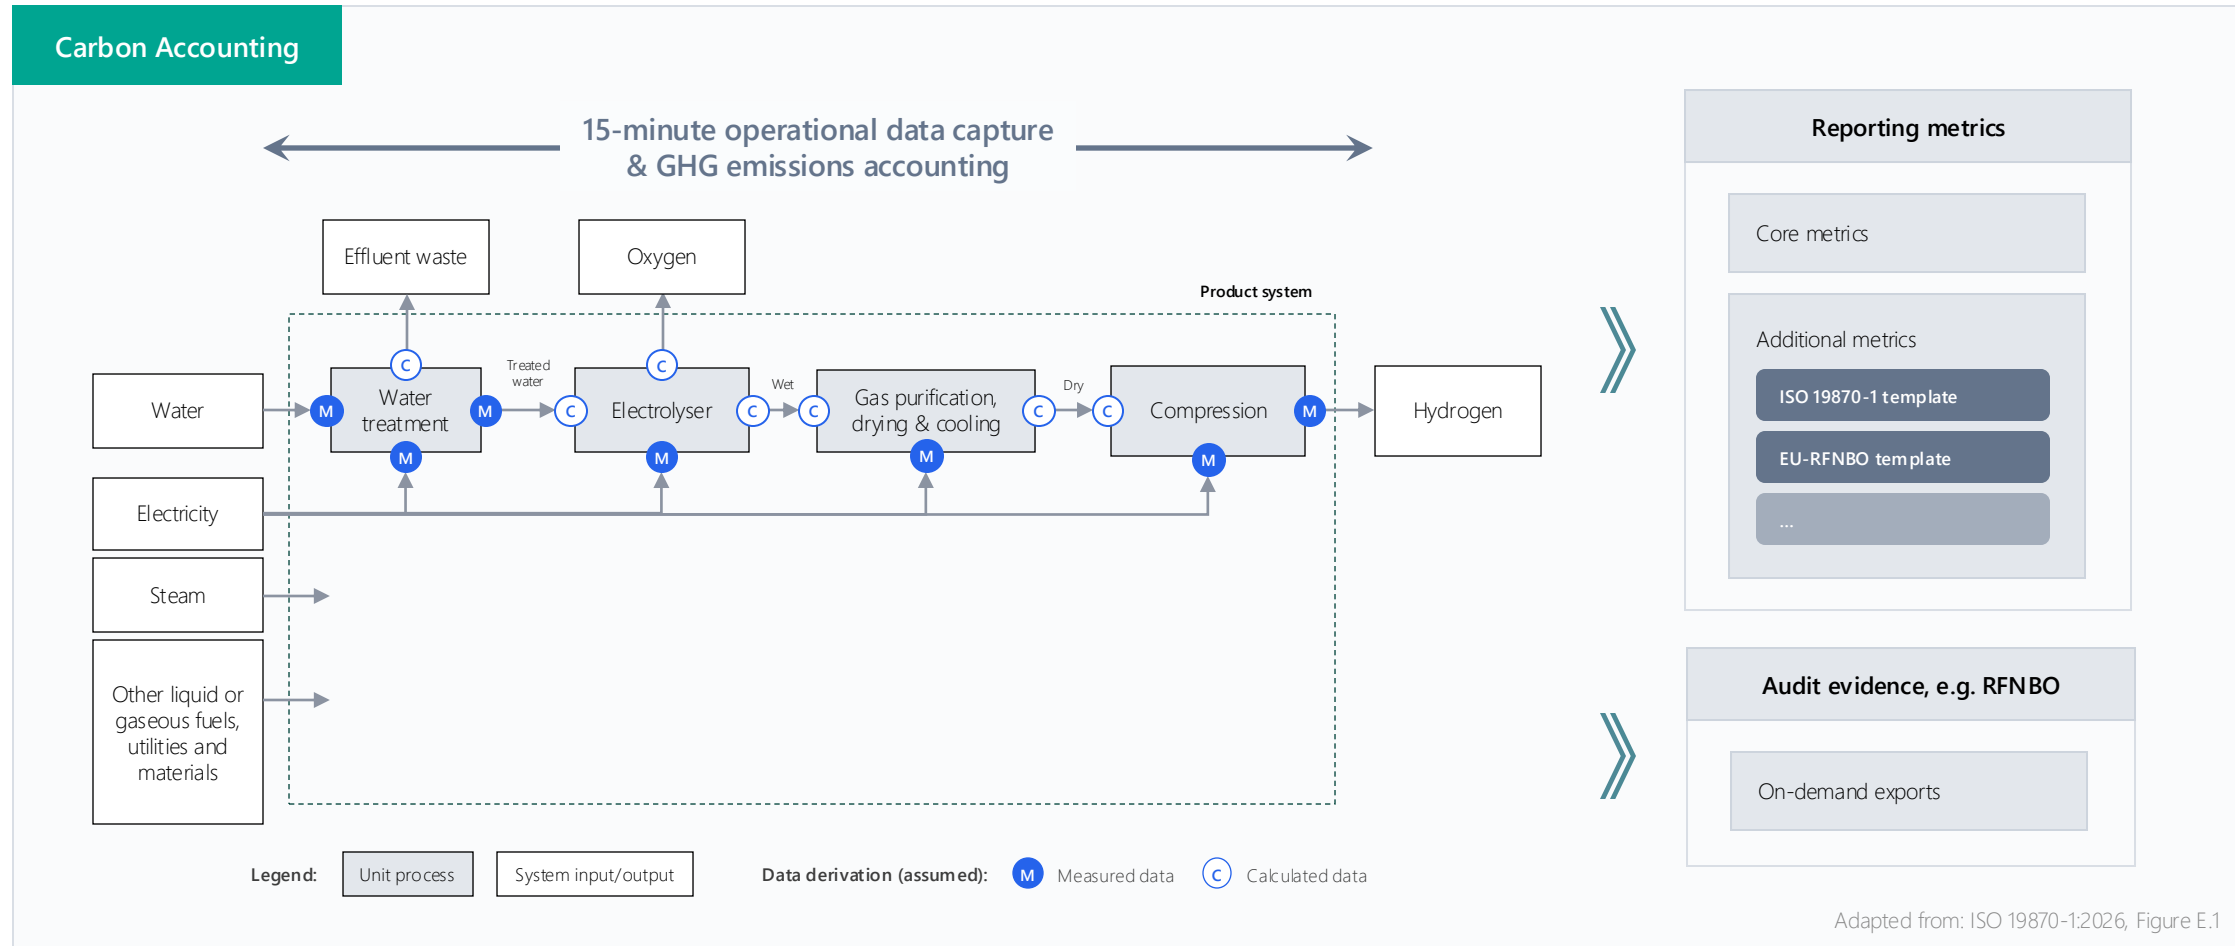 Carbon Accounting
15-minute operational data capture
& GHG emissions accounting
Effluent waste
Oxygen
Product system
Water
M
C
Water
treatment
M
M
Treated
water
C
C
Electrolyser
M
C
Wet
C
Gas purification,
drying & cooling
M
C
Dry
C
Compression
M
M
Hydrogen
Electricity
Steam
Other liquid or
gaseous fuels,
utilities and
materials
Legend:
Unit process
System input/output
Data derivation (assumed):
M
Measured data
C
Calculated data
Reporting metrics
Core metrics
Additional metrics
ISO 19870-1 template
EU-RFNBO template
...
Audit evidence, e.g. RFNBO
On-demand exports
Adapted from: ISO 19870-1:2026, Figure E.1